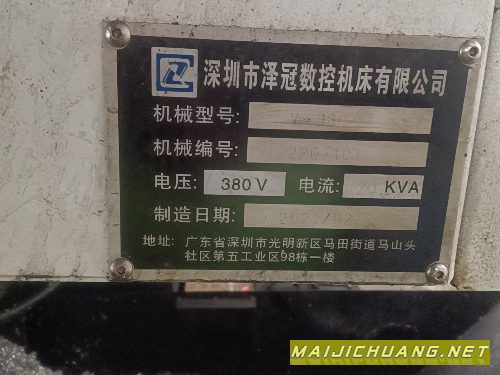 深圳市泽冠数控机床有限公司
机械型号:
机械编号:
电压: 380V 电流: KVA
制造日期: 2021/02
地址: 广东省深圳市光明新区马田街道马山头
社区第五工业区98栋一楼
MAIJICHUANG.NET